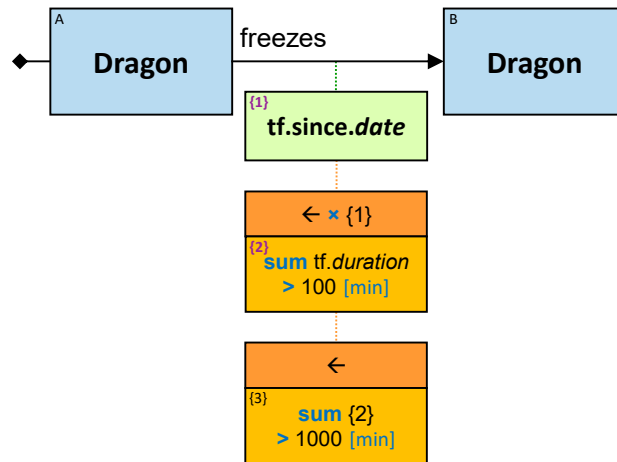 A
Dragon
freezes
B
Dragon
{1}
tf.since.date
← × {1}
{2}
sum tf.duration
> 100 [min]
←
{3}
sum {2}
> 1000 [min]